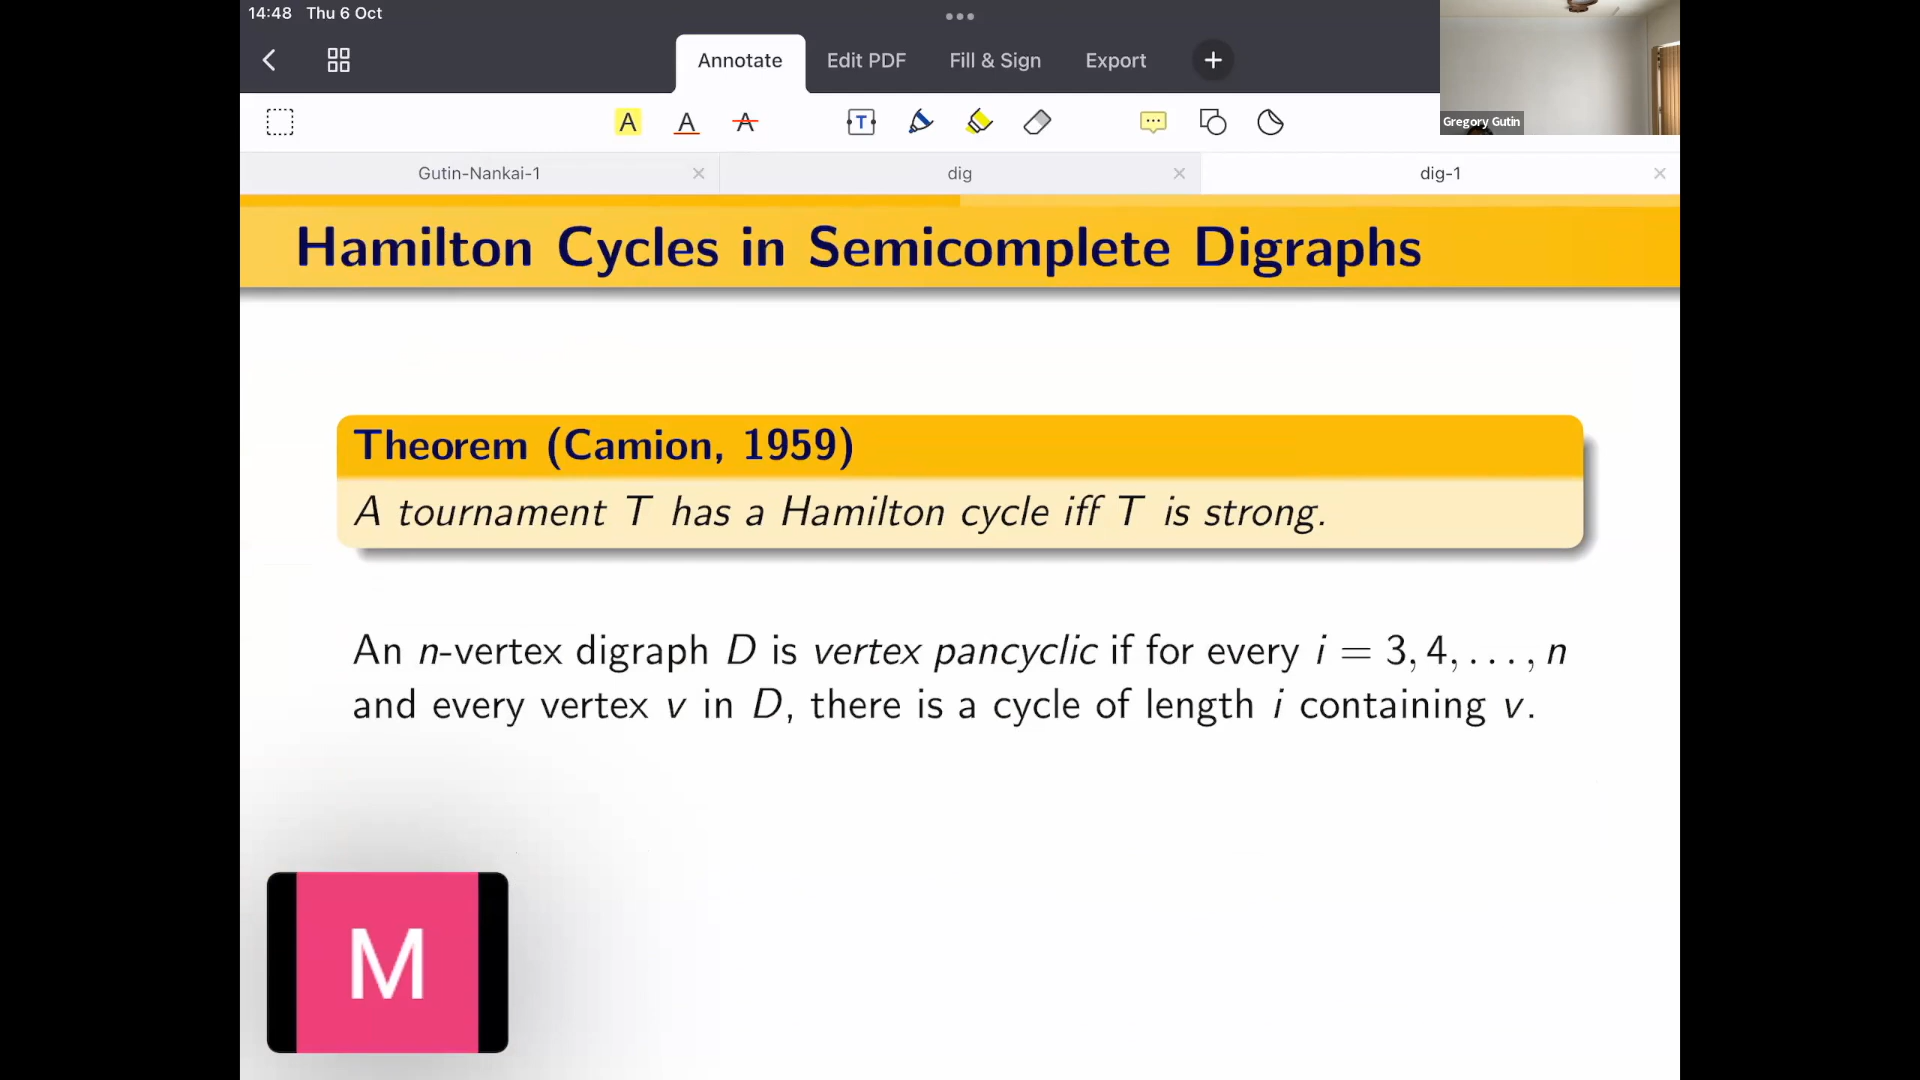 14:48 Thu 6 Oct
Annotate Edit PDF Fill & Sign Export
A A A T
Gregory Gutin
Gutin-Nankai-1 dig dig-1
Hamilton Cycles in Semicomplete Digraphs
Theorem (Camion, 1959)
A tournament T has a Hamilton cycle iff T is strong.
An n-vertex digraph D is vertex pancyclic if for every i = 3, 4, . . . , n
and every vertex v in D, there is a cycle of length i containing v.
M